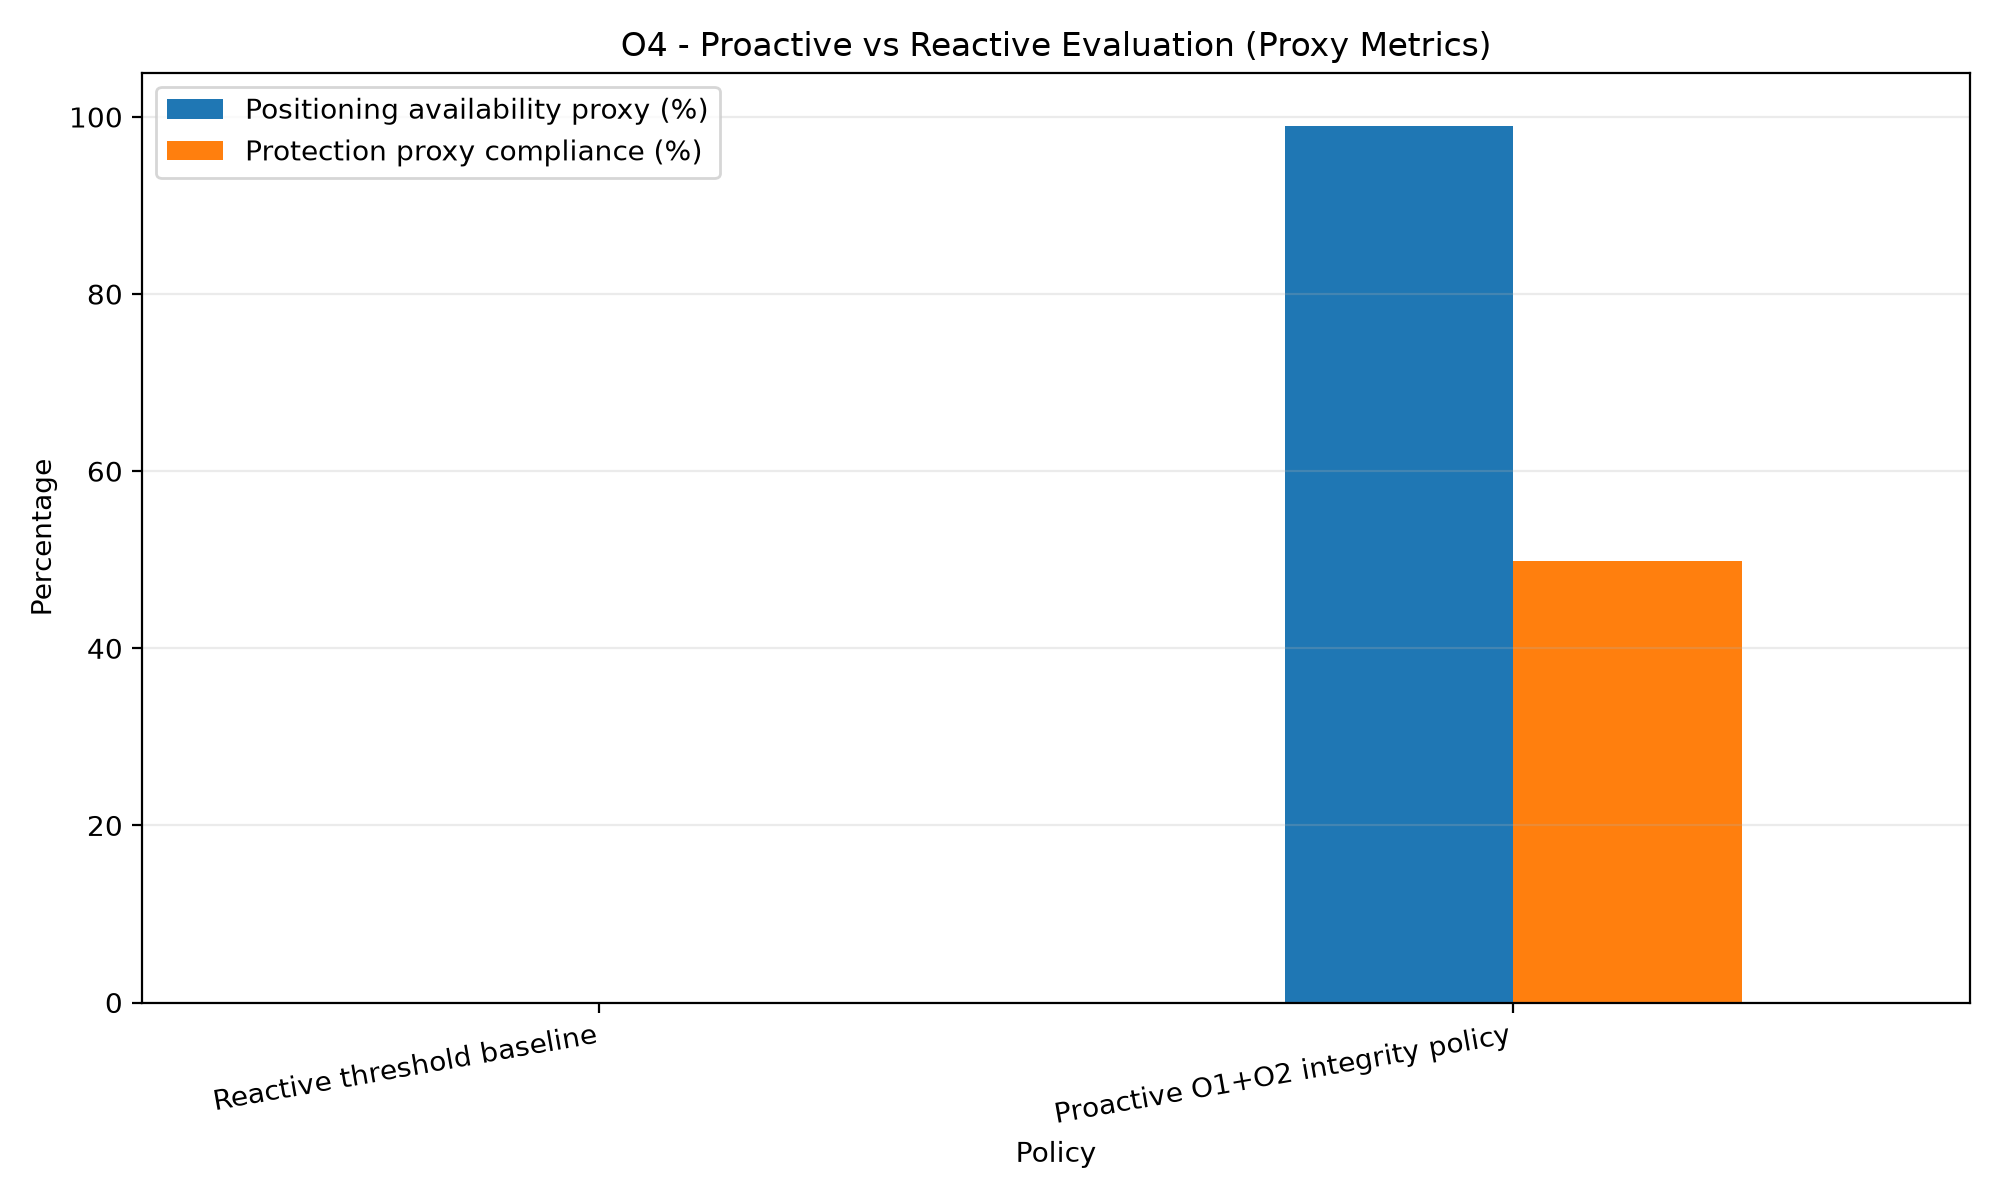 O4 - Proactive vs Reactive Evaluation (Proxy Metrics)
Positioning availability proxy (%)
Protection proxy compliance (%)
100
80
60
40
20
0
Percentage
Reactive threshold baseline
Proactive O1+O2 integrity policy
Policy